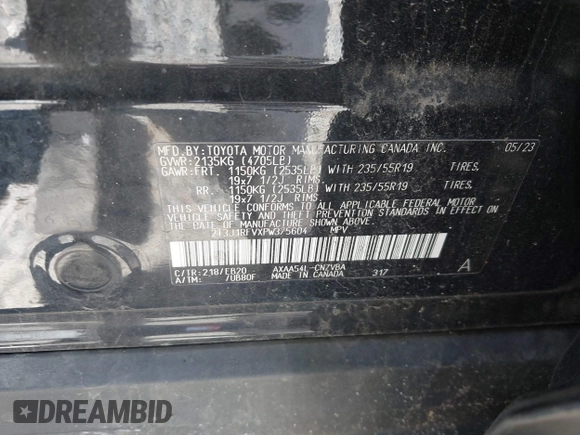 MFD.BY:TOYOTA MOTOR MANUFACTURING CANADA INC. 05/23
GVWR:2135KG (4705LB)
GAWR:FRT. 1150KG (2535LB) WITH 235/55R19 TIRES.
19x7 1/2J RIMS.
RR. 1150KG (2535LB) WITH 235/55R19 TIRES.
19x7 1/2J RIMS.
THIS VEHICLE CONFORMS TO ALL APPLICABLE FEDERAL MOTOR
VEHICLE SAFETY AND THEFT PREVENTION STANDARDS IN EFFECT ON
THE DATE OF MANUFACTURE SHOWN ABOVE.
2T3J1RFVXPW375604 MPV
C/TR:218/EB20 AXAA54L-CNZVBA
A/TM: /UB80F MADE IN CANADA 317 A
DREAMBID